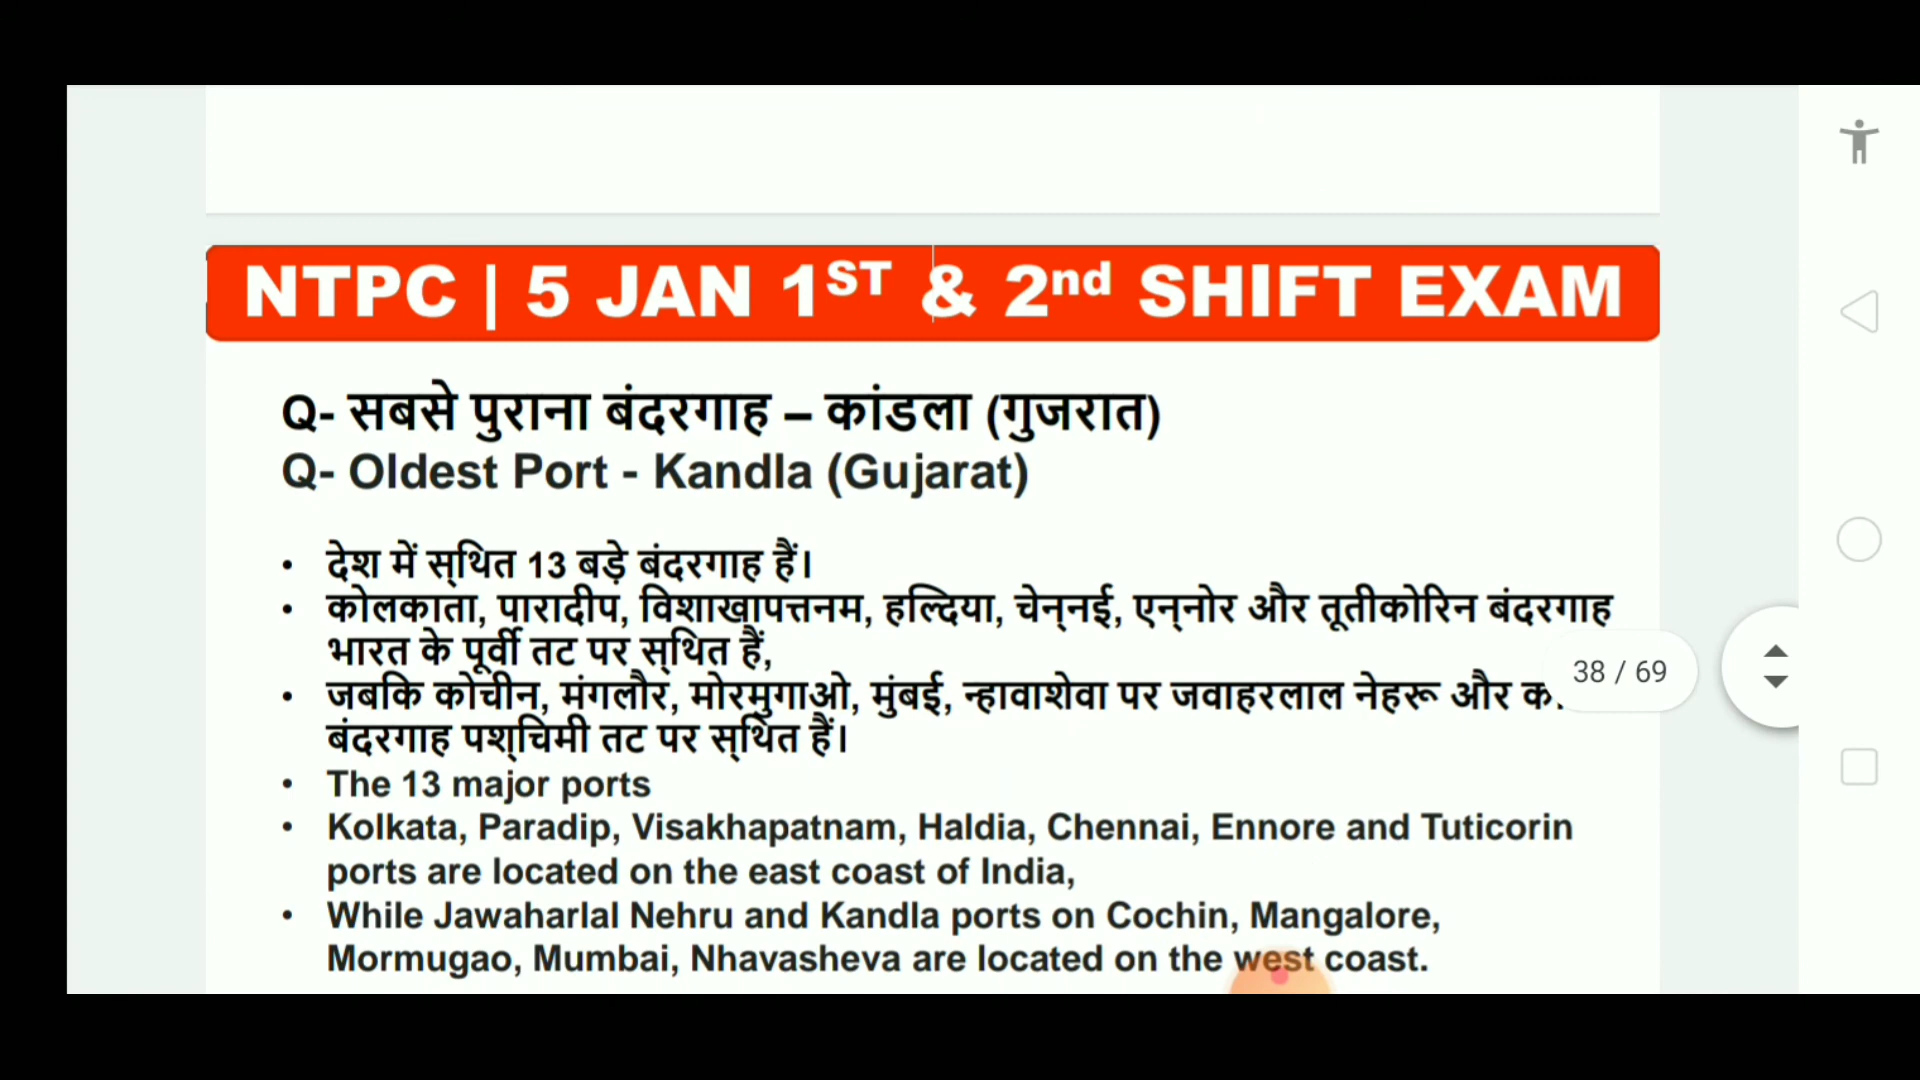 NTPC | 5 JAN 1ST & 2nd SHIFT EXAM
Q- सबसे पुराना बंदरगाह – कांडला (गुजरात)
Q- Oldest Port - Kandla (Gujarat)
• देश में स्थित 13 बड़े बंदरगाह हैं।
• कोलकाता, पारादीप, विशाखापत्तनम, हल्दिया, चेन्नई, एन्नोर और तूतीकोरिन बंदरगाह
भारत के पूर्वी तट पर स्थित हैं,
• जबकि कोचीन, मंगलौर, मोरमुगाओ, मुंबई, न्हावाशेवा पर जवाहरलाल नेहरू और
बंदरगाह पश्चिमी तट पर स्थित हैं।
38 / 69
• The 13 major ports
• Kolkata, Paradip, Visakhapatnam, Haldia, Chennai, Ennore and Tuticorin
ports are located on the east coast of India,
• While Jawaharlal Nehru and Kandla ports on Cochin, Mangalore,
Mormugao, Mumbai, Nhavasheva are located on the west coast.